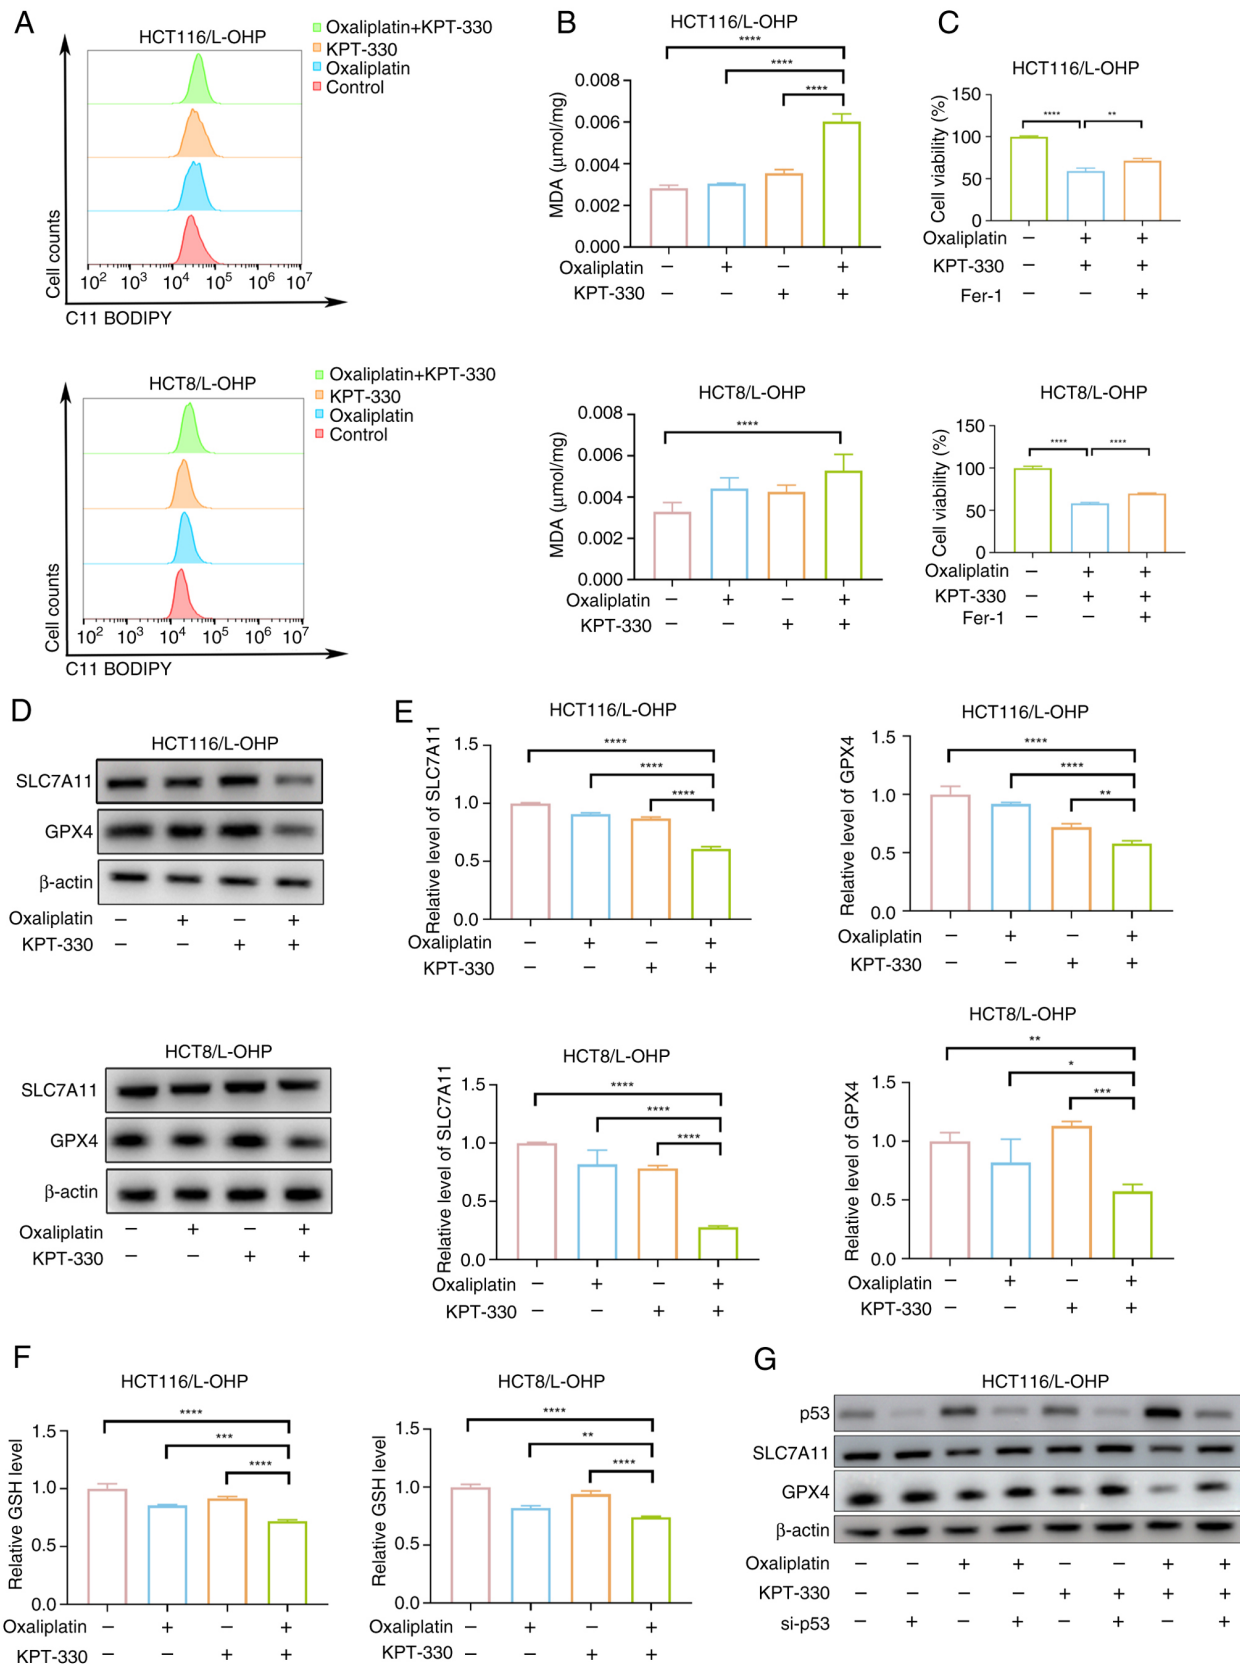 A
HCT116/L-OHP
Oxaliplatin+KPT-330
KPT-330
Oxaliplatin
Control
Cell counts
10² 10³ 10⁴ 10⁵ 10⁶ 10⁷
C11 BODIPY
HCT8/L-OHP
Oxaliplatin+KPT-330
KPT-330
Oxaliplatin
Control
Cell counts
10² 10³ 10⁴ 10⁵ 10⁶ 10⁷
C11 BODIPY
B
HCT116/L-OHP
****
****
****
MDA (μmol/mg)
0.008
0.006
0.004
0.002
0.000
Oxaliplatin − + − +
KPT-330 − − + +
HCT8/L-OHP
****
MDA (μmol/mg)
0.008
0.006
0.004
0.002
0.000
Oxaliplatin − + − +
KPT-330 − − + +
C
HCT116/L-OHP
**** **
Cell viability (%)
150
100
50
0
Oxaliplatin − + +
KPT-330 − + +
Fer-1 − − +
HCT8/L-OHP
**** ****
Cell viability (%)
150
100
50
0
Oxaliplatin − + +
KPT-330 − + +
Fer-1 − − +
D
HCT116/L-OHP
SLC7A11
GPX4
β-actin
Oxaliplatin − + − +
KPT-330 − − + +
HCT8/L-OHP
SLC7A11
GPX4
β-actin
Oxaliplatin − + − +
KPT-330 − − + +
E
HCT116/L-OHP
****
****
****
Relative level of SLC7A11
1.5
1.0
0.5
0.0
Oxaliplatin − + − +
KPT-330 − − + +
HCT116/L-OHP
****
****
**
Relative level of GPX4
1.5
1.0
0.5
0.0
Oxaliplatin − + − +
KPT-330 − − + +
HCT8/L-OHP
****
****
****
Relative level of SLC7A11
1.5
1.0
0.5
0.0
Oxaliplatin − + − +
KPT-330 − − + +
HCT8/L-OHP
**
*
***
Relative level of GPX4
1.5
1.0
0.5
0.0
Oxaliplatin − + − +
KPT-330 − − + +
F
HCT116/L-OHP
****
***
****
Relative GSH level
1.5
1.0
0.5
0.0
Oxaliplatin − + − +
KPT-330 − − + +
HCT8/L-OHP
****
**
****
Relative GSH level
1.5
1.0
0.5
0.0
Oxaliplatin − + − +
KPT-330 − − + +
G
HCT116/L-OHP
p53
SLC7A11
GPX4
β-actin
Oxaliplatin − − + + − − + +
KPT-330 − − − − + + + +
si-p53 − + − + − + − +